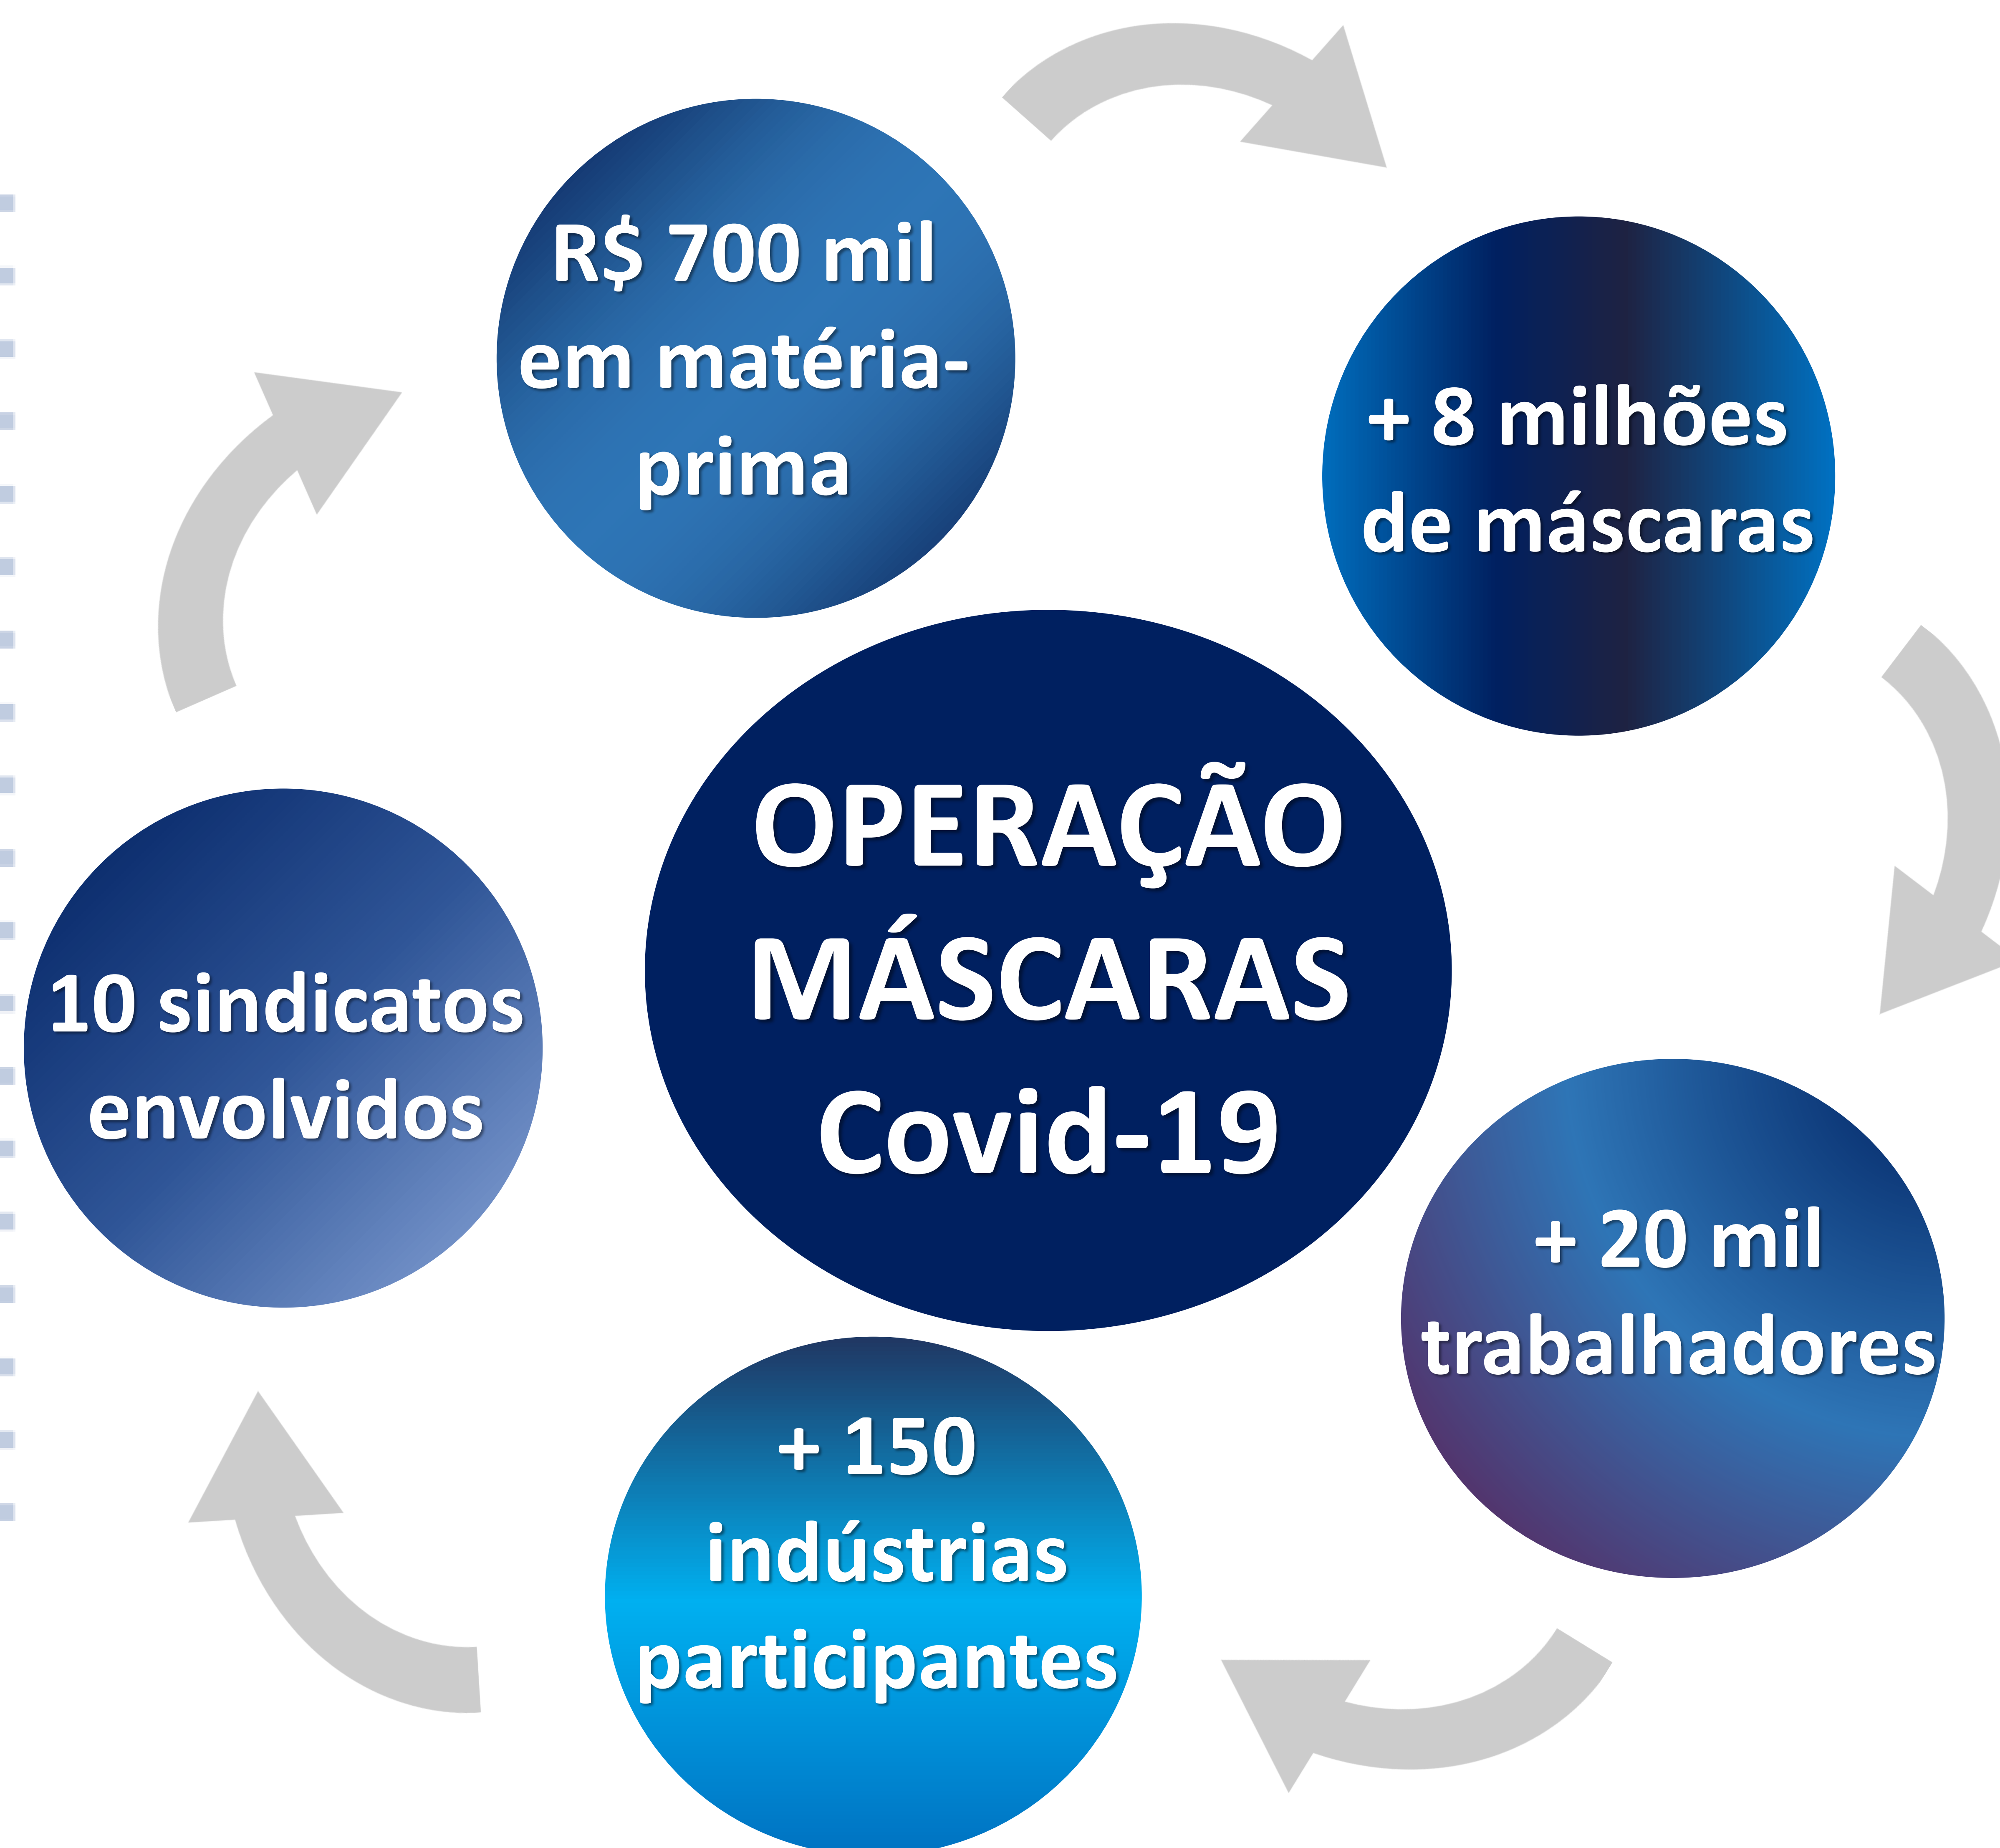 R$ 700 mil
em matéria-
prima
+ 8 milhões
de máscaras
OPERAÇÃO
MÁSCARAS
Covid-19
10 sindicatos
envolvidos
+ 20 mil
trabalhadores
+ 150
indústrias
participantes